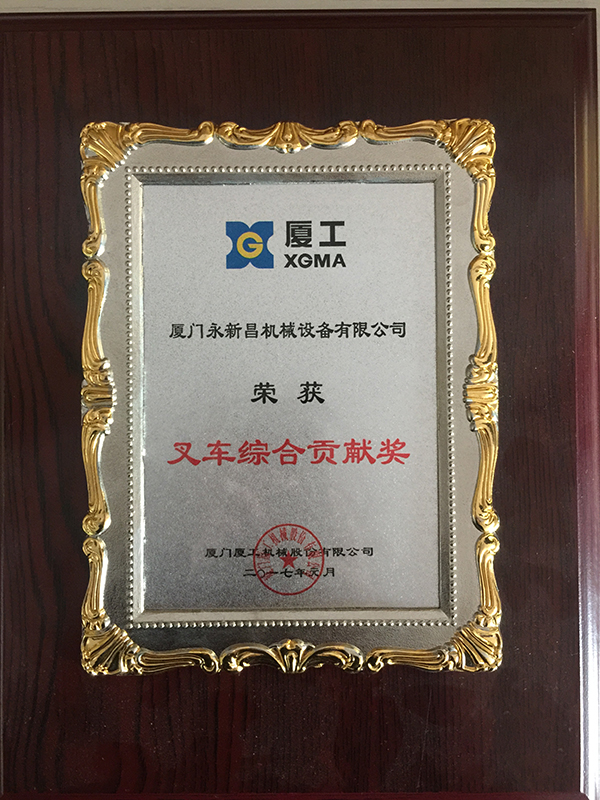 G
厦工
XGMA
厦门永新昌机械设备有限公司
荣获
叉车综合贡献奖
厦门厦工机械股份有限公司
二〇一七年元月